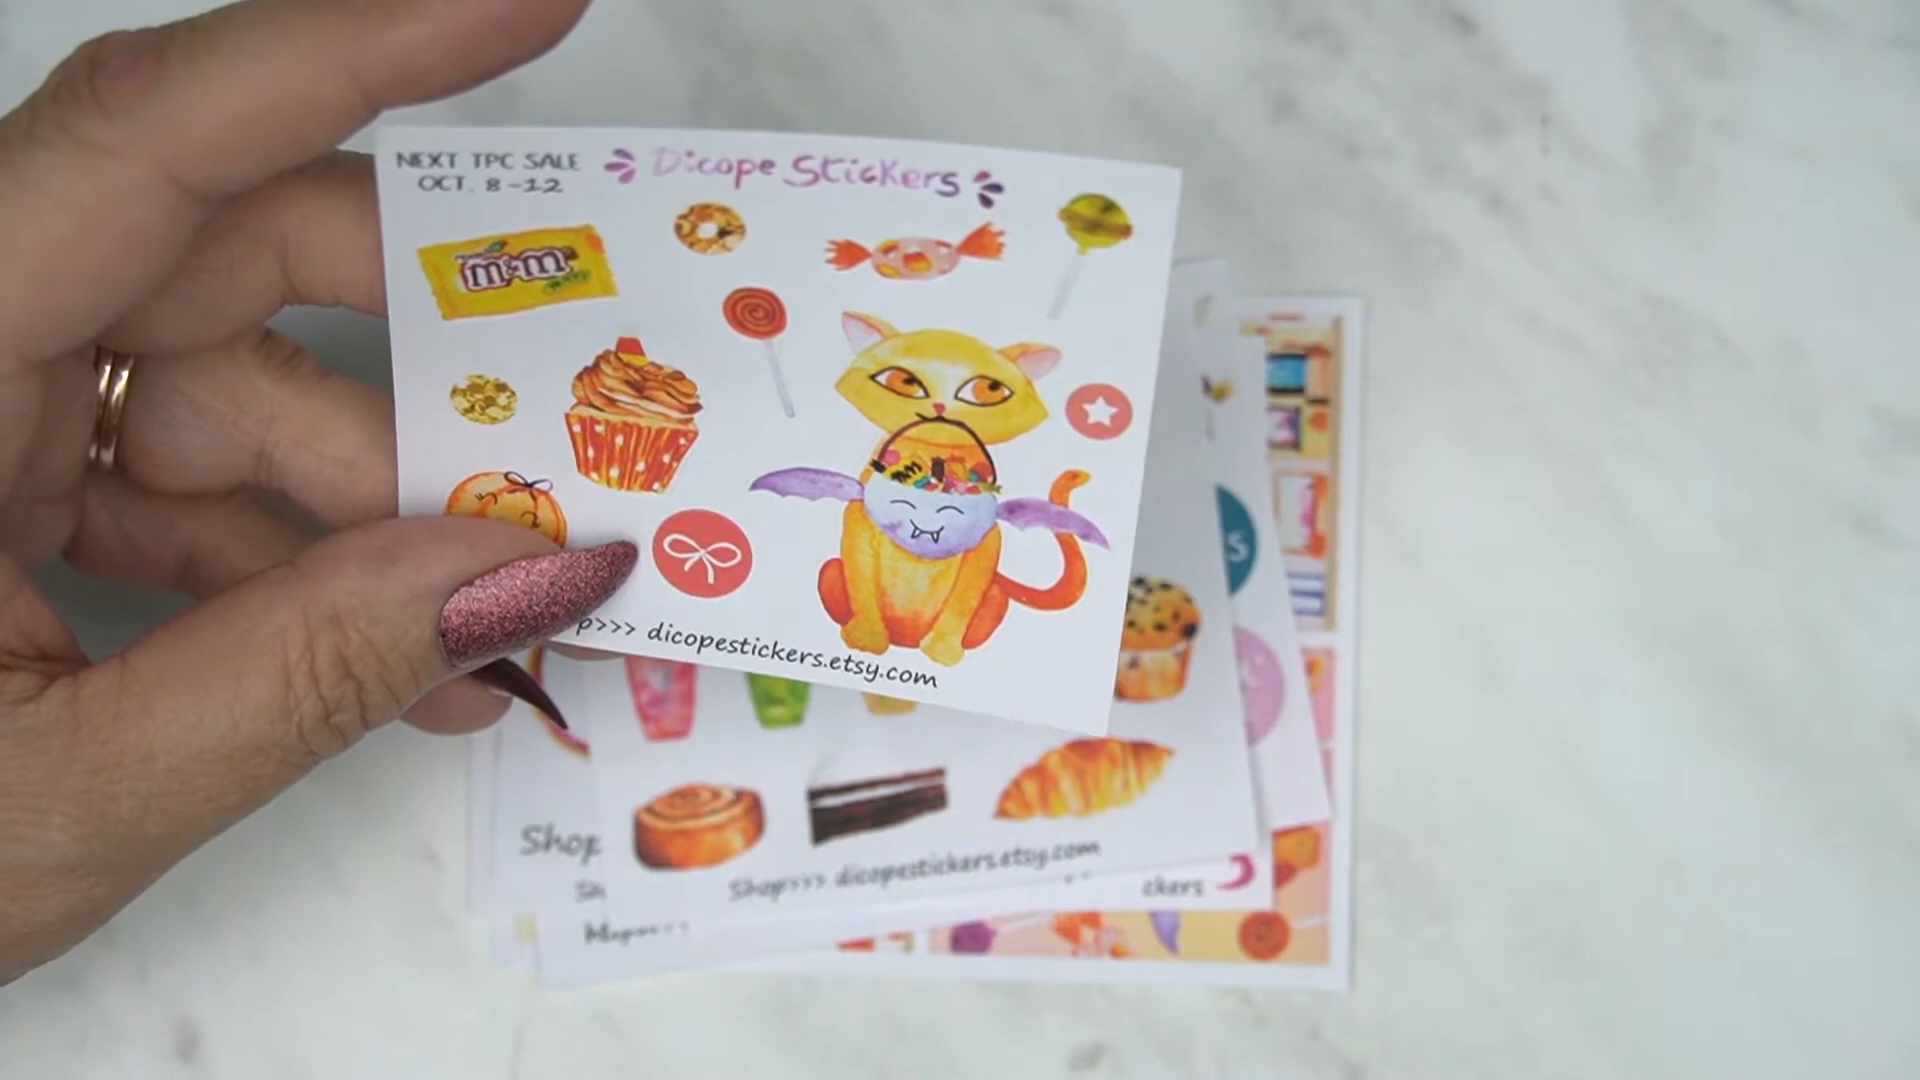 NEXT TPC SALE
OCT. 8-12
Dicope Stickers
m&m
p>>> dicopestickers.etsy.com
S
Shop
Shop>>> dicopestickers.etsy.com
ckers